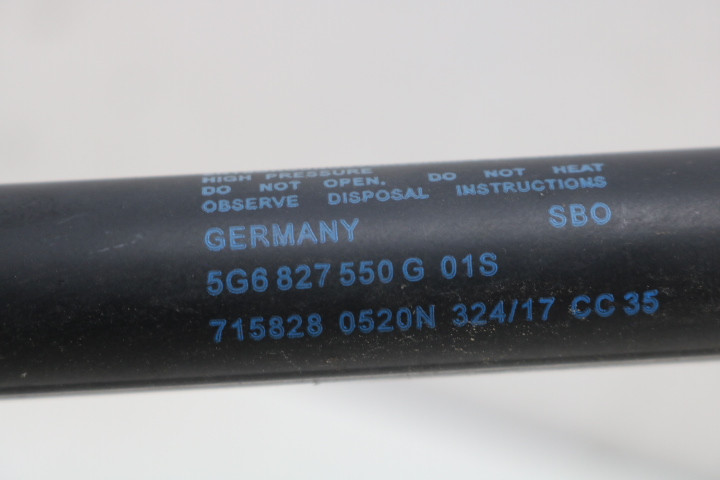 HIGH PRESSURE
DO NOT OPEN. DO NOT HEAT
OBSERVE DISPOSAL INSTRUCTIONS
GERMANY SBO
5G6 827 550 G 01S
715828 0520N 324/17 CC 35